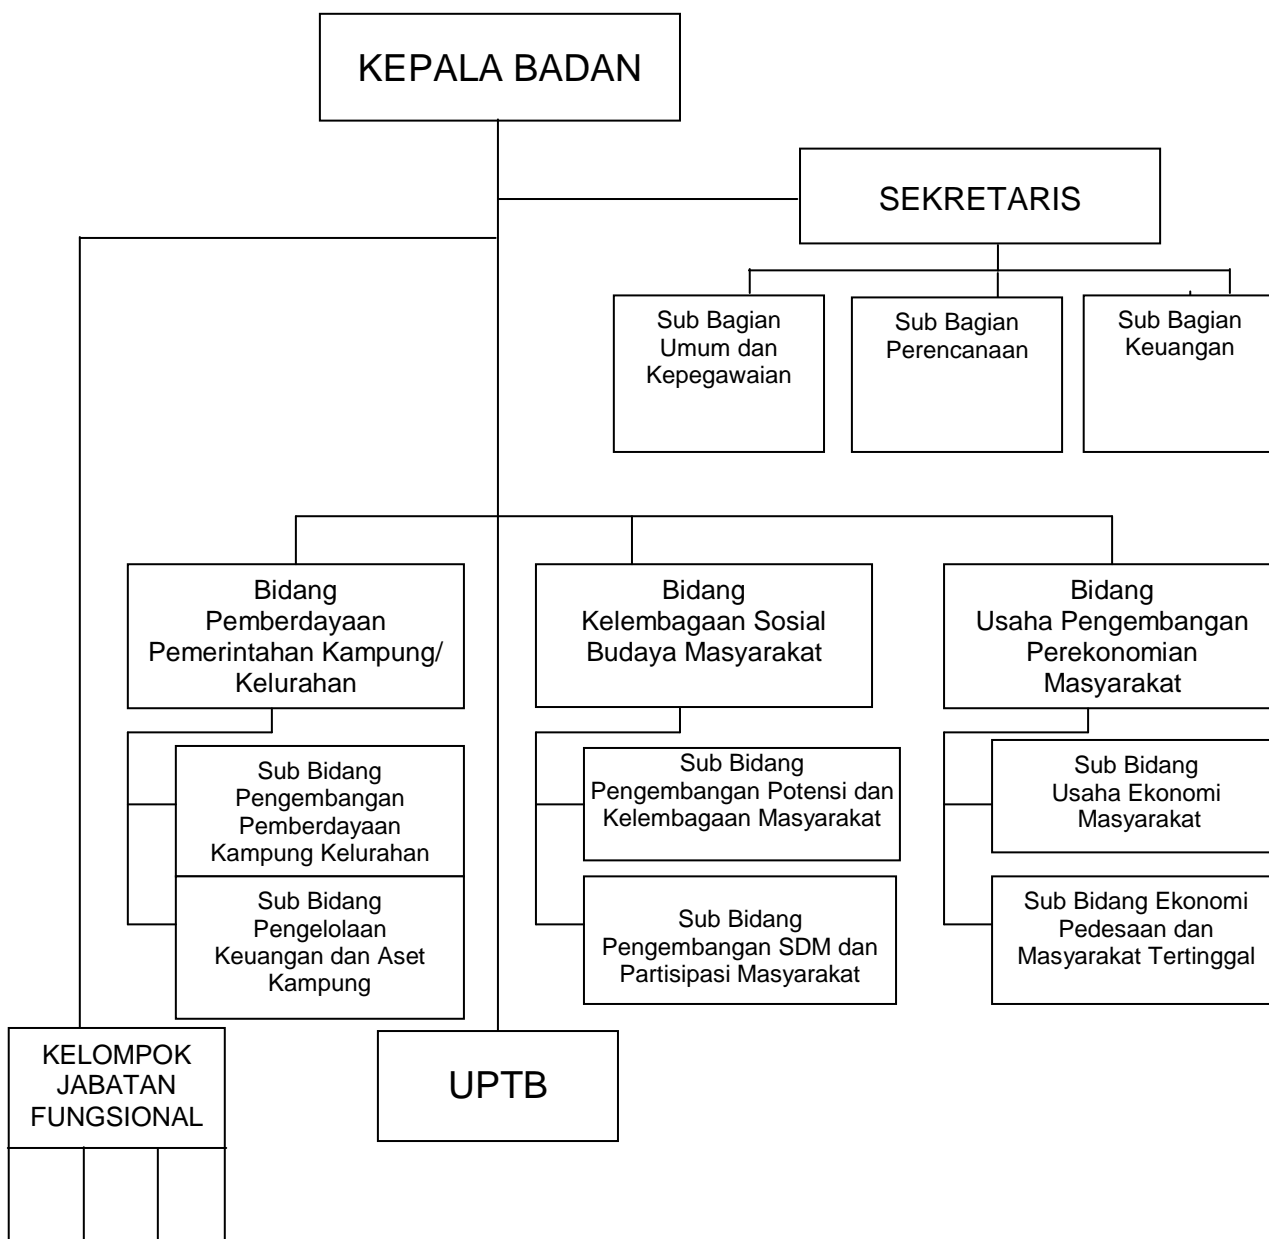 KEPALA BADAN
SEKRETARIS
Sub Bagian
Umum dan
Kepegawaian
Sub Bagian
Perencanaan
Sub Bagian
Keuangan
Bidang
Pemberdayaan
Pemerintahan Kampung/
Kelurahan
Bidang
Kelembagaan Sosial
Budaya Masyarakat
Bidang
Usaha Pengembangan
Perekonomian
Masyarakat
Sub Bidang
Pengembangan
Pemberdayaan
Kampung Kelurahan
Sub Bidang
Pengembangan Potensi dan
Kelembagaan Masyarakat
Sub Bidang
Usaha Ekonomi
Masyarakat
Sub Bidang
Pengelolaan
Keuangan dan Aset
Kampung
Sub Bidang
Pengembangan SDM dan
Partisipasi Masyarakat
Sub Bidang Ekonomi
Pedesaan dan
Masyarakat Tertinggal
KELOMPOK
JABATAN
FUNGSIONAL
UPTB